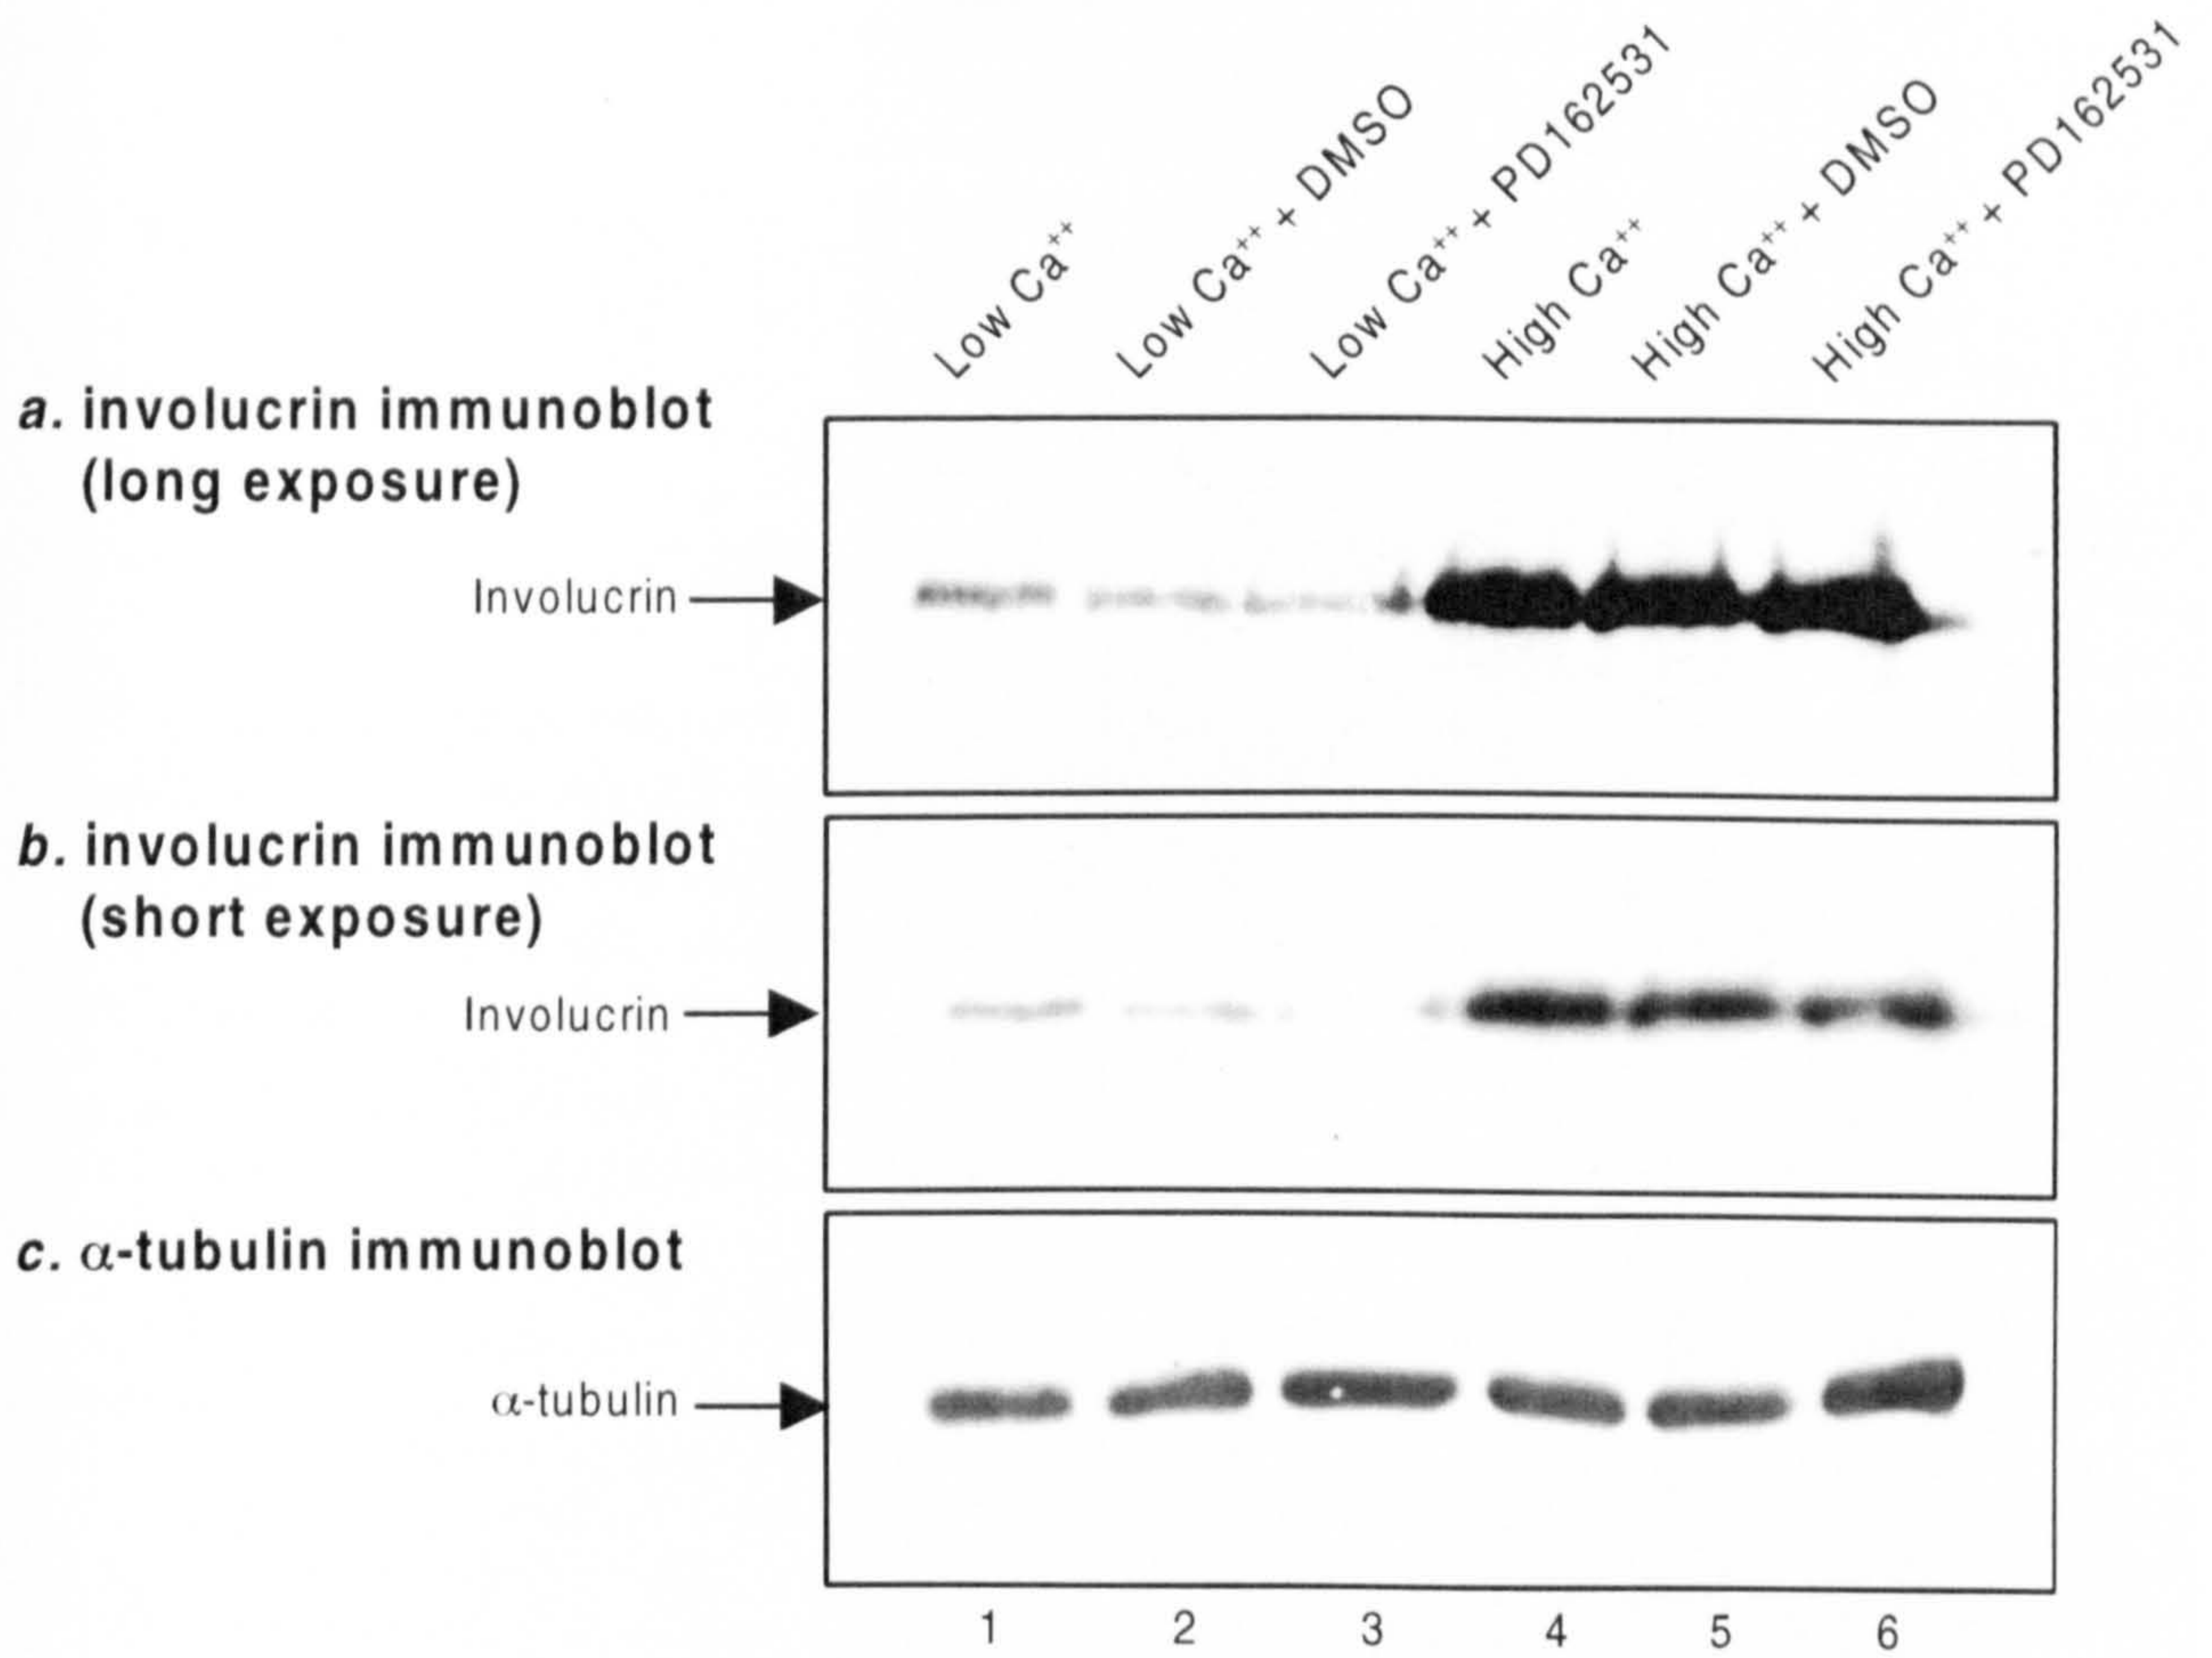 Low Ca⁺⁺
Low Ca⁺⁺ + DMSO
Low Ca⁺⁺ + PD162531
High Ca⁺⁺
High Ca⁺⁺ + DMSO
High Ca⁺⁺ + PD162531
a. involucrin immunoblot
(long exposure)
Involucrin
b. involucrin immunoblot
(short exposure)
Involucrin
c. α-tubulin immunoblot
α-tubulin
1 2 3 4 5 6